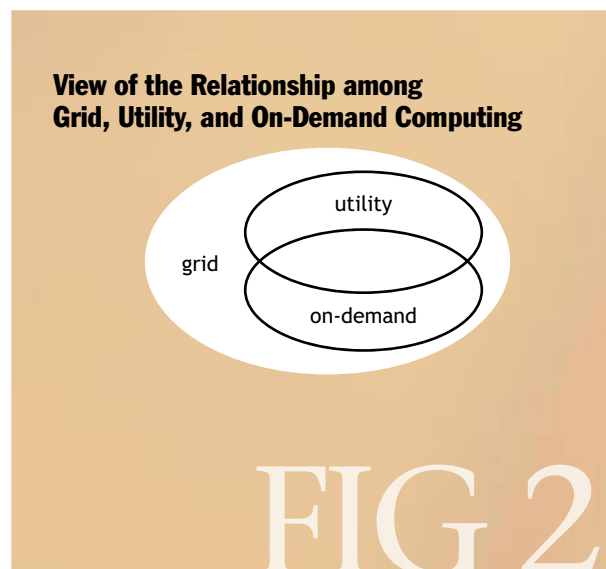 View of the Relationship among
Grid, Utility, and On-Demand Computing
utility
grid
on-demand
FIG 2